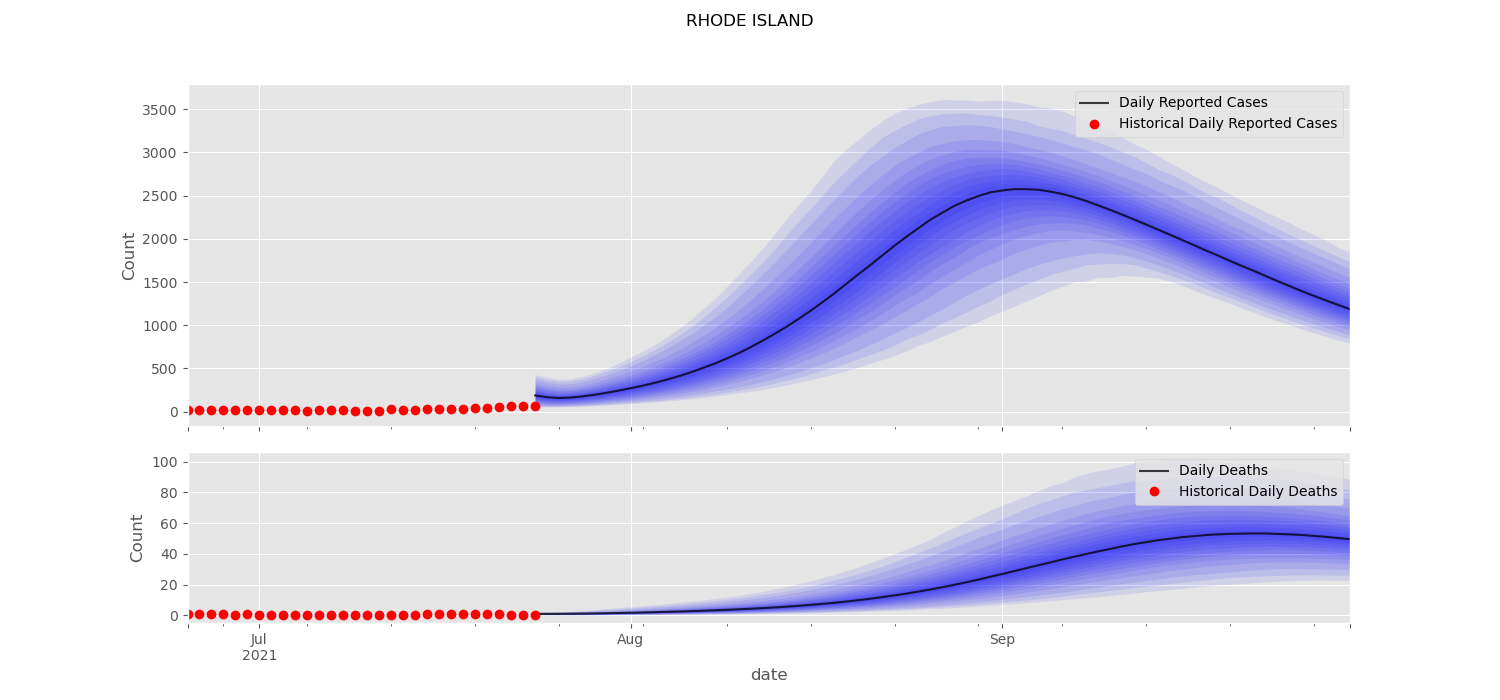 RHODE ISLAND
Daily Reported Cases
Historical Daily Reported Cases
Count
3500
3000
2500
2000
1500
1000
500
0
Daily Deaths
Historical Daily Deaths
Count
100
80
60
40
20
0
Jul
2021
Aug
Sep
date